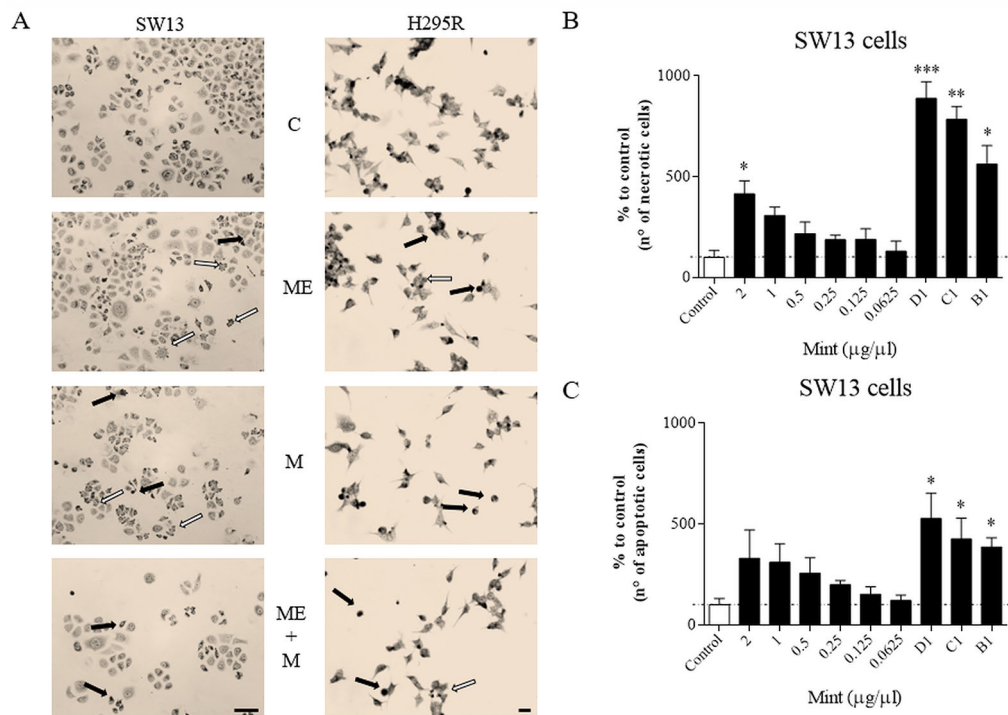 A
SW13
H295R
C
ME
M
ME
+
M
B
SW13 cells
% to control
(n° of necrotic cells)
1000
500
0
*
***
**
*
Control
2
1
0.5
0.25
0.125
0.0625
D1
C1
B1
Mint (μg/μl)
C
SW13 cells
% to control
(n° of apoptotic cells)
1000
500
0
*
*
*
Control
2
1
0.5
0.25
0.125
0.0625
D1
C1
B1
Mint (μg/μl)